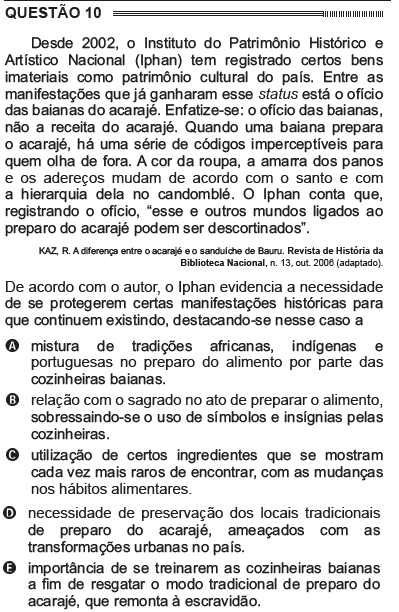 QUESTÃO 10
Desde 2002, o Instituto do Patrimônio Histórico e
Artístico Nacional (Iphan) tem registrado certos bens
imateriais como patrimônio cultural do país. Entre as
manifestações que já ganharam esse status está o ofício
das baianas do acarajé. Enfatize-se: o ofício das baianas,
não a receita do acarajé. Quando uma baiana prepara
o acarajé, há uma série de códigos imperceptíveis para
quem olha de fora. A cor da roupa, a amarra dos panos
e os adereços mudam de acordo com o santo e com
a hierarquia dela no candomblé. O Iphan conta que,
registrando o ofício, “esse e outros mundos ligados ao
preparo do acarajé podem ser descortinados”.
KAZ, R. A diferença entre o acarajé e o sanduíche de Bauru. Revista de História da
Biblioteca Nacional, n. 13, out. 2006 (adaptado).
De acordo com o autor, o Iphan evidencia a necessidade
de se protegerem certas manifestações históricas para
que continuem existindo, destacando-se nesse caso a
A mistura de tradições africanas, indígenas e
portuguesas no preparo do alimento por parte das
cozinheiras baianas.
B relação com o sagrado no ato de preparar o alimento,
sobressaindo-se o uso de símbolos e insígnias pelas
cozinheiras.
C utilização de certos ingredientes que se mostram
cada vez mais raros de encontrar, com as mudanças
nos hábitos alimentares.
D necessidade de preservação dos locais tradicionais
de preparo do acarajé, ameaçados com as
transformações urbanas no país.
E importância de se treinarem as cozinheiras baianas
a fim de resgatar o modo tradicional de preparo do
acarajé, que remonta à escravidão.